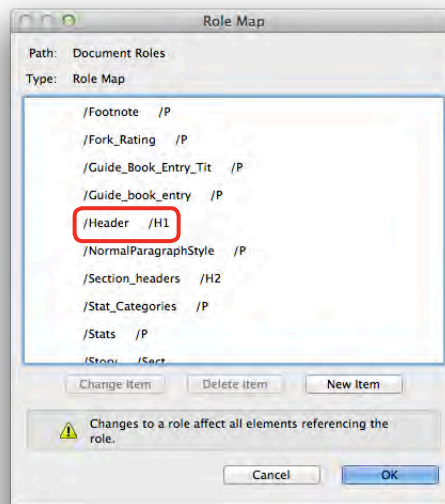 Role Map
Path: Document Roles
Type: Role Map
/Footnote /P
/Fork_Rating /P
/Guide_Book_Entry_Tit /P
/Guide_book_entry /P
/Header /H1
/NormalParagraphStyle /P
/Section_headers /H2
/Stat_Categories /P
/Stats /P
/Story /Sect
Change Item Delete Item New Item
Changes to a role affect all elements referencing the
role.
Cancel OK